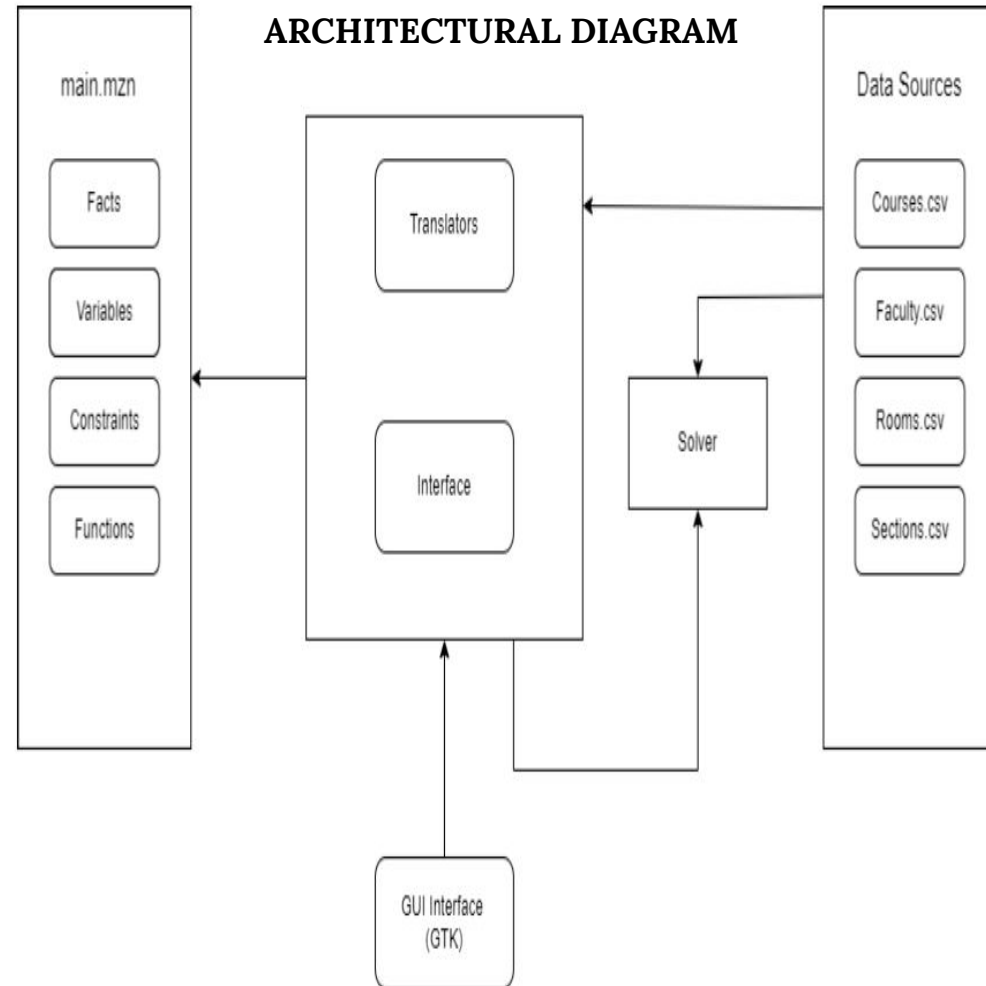 ARCHITECTURAL DIAGRAM
main.mzn
Facts
Variables
Constraints
Functions
Translators
Interface
GUI Interface
(GTK)
Solver
Data Sources
Courses.csv
Faculty.csv
Rooms.csv
Sections.csv